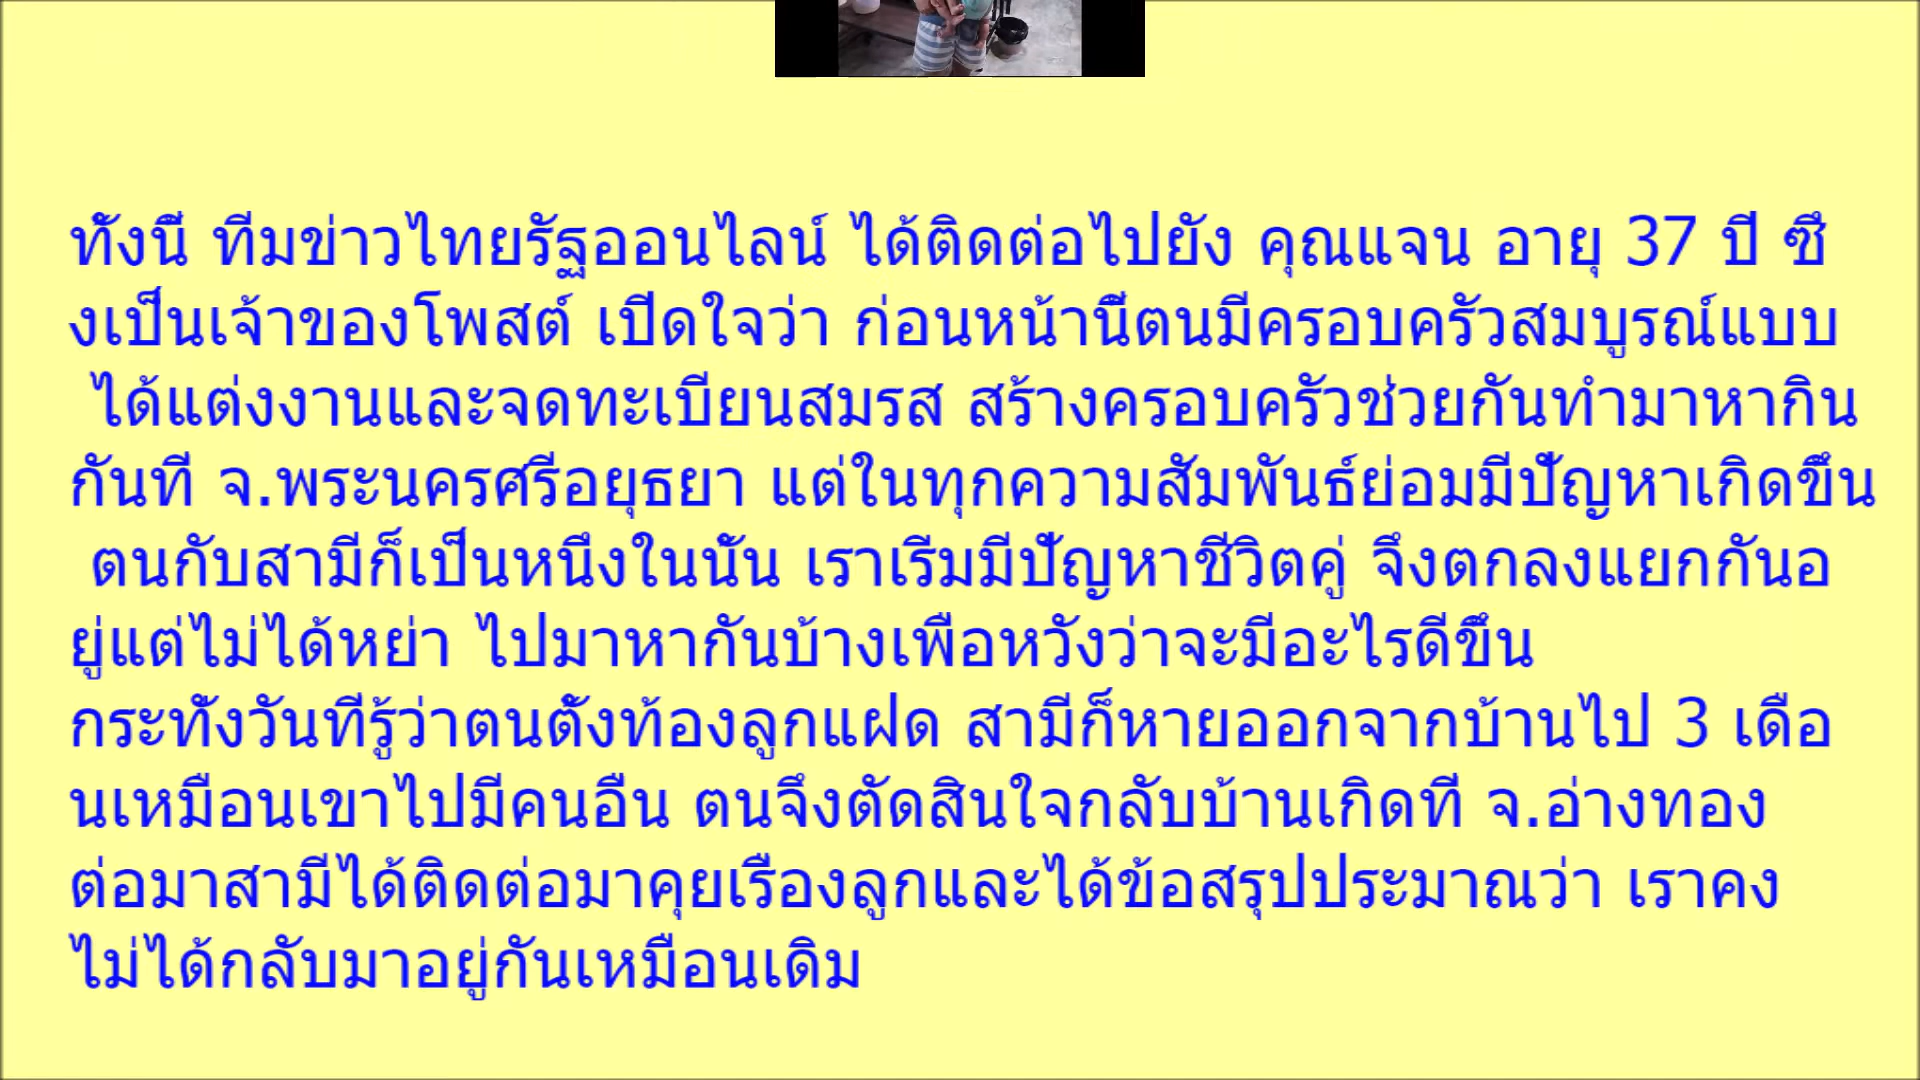 ทั้งนี้ ทีมข่าวไทยรัฐออนไลน์ ได้ติดต่อไปยัง คุณแจน อายุ 37 ปี ซึ่
งเป็นเจ้าของโพสต์ เปิดใจว่า ก่อนหน้านี้ตนมีครอบครัวสมบูรณ์แบบ
ได้แต่งงานและจดทะเบียนสมรส สร้างครอบครัวช่วยกันทำมาหากิน
กันที่ จ.พระนครศรีอยุธยา แต่ในทุกความสัมพันธ์ย่อมมีปัญหาเกิดขึ้น
ตนกับสามีก็เป็นหนึ่งในนั้น เราเริ่มมีปัญหาชีวิตคู่ จึงตกลงแยกกันอ
ยู่แต่ไม่ได้หย่า ไปมาหากันบ้างเพื่อหวังว่าจะมีอะไรดีขึ้น
กระทั่งวันที่รู้ว่าตนตั้งท้องลูกแฝด สามีก็หายออกจากบ้านไป 3 เดือ
นเหมือนเขาไปมีคนอื่น ตนจึงตัดสินใจกลับบ้านเกิดที่ จ.อ่างทอง
ต่อมาสามีได้ติดต่อมาคุยเรื่องลูกและได้ข้อสรุปประมาณว่า เราคง
ไม่ได้กลับมาอยู่กันเหมือนเดิม